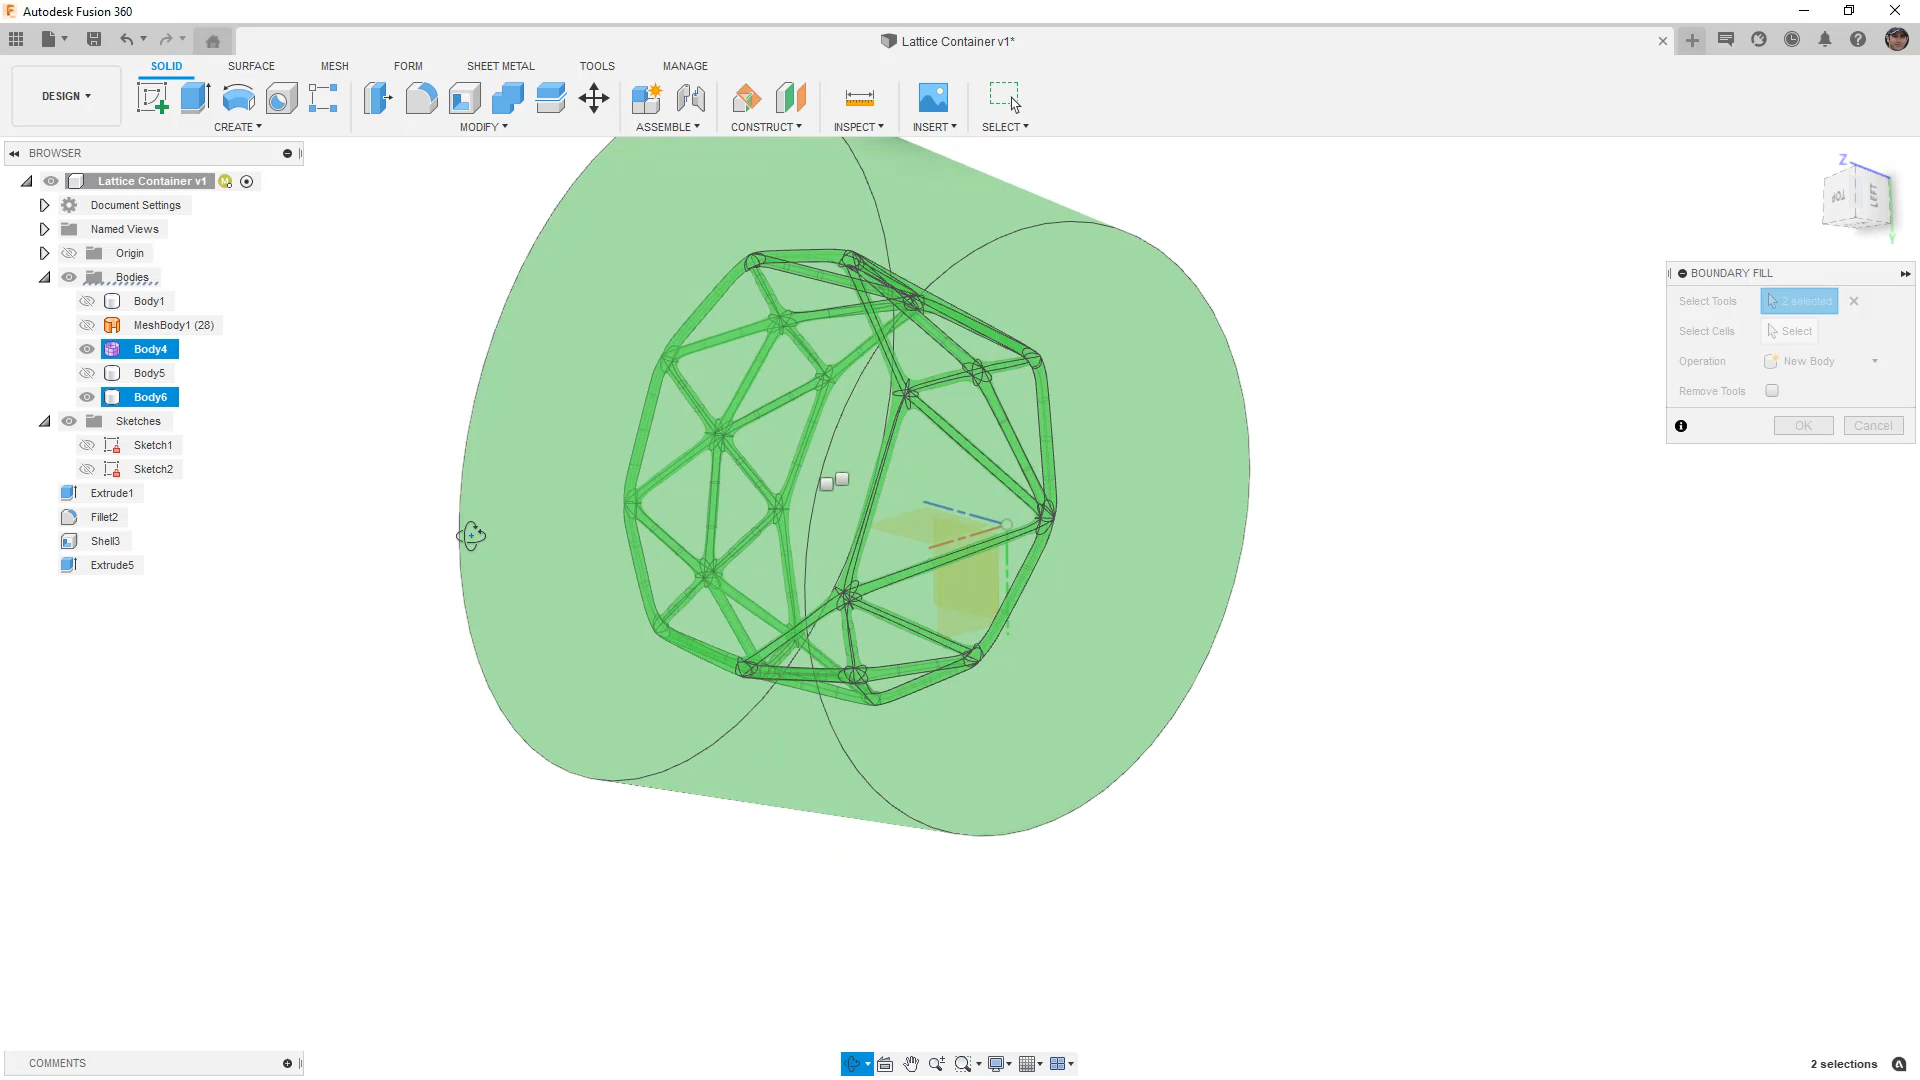 Autodesk Fusion 360
Lattice Container v1*
DESIGN
SOLID SURFACE MESH FORM SHEET METAL TOOLS MANAGE
CREATE MODIFY ASSEMBLE CONSTRUCT INSPECT INSERT SELECT
BROWSER
Lattice Container v1
Document Settings
Named Views
Origin
Bodies
Body1
MeshBody1 (28)
Body4
Body5
Body6
Sketches
Sketch1
Sketch2
Extrude1
Fillet2
Shell3
Extrude5
Z
TOP
LEFT
Y
BOUNDARY FILL
Select Tools 2 selected
Select Cells Select
Operation New Body
Remove Tools
OK Cancel
COMMENTS
2 selections